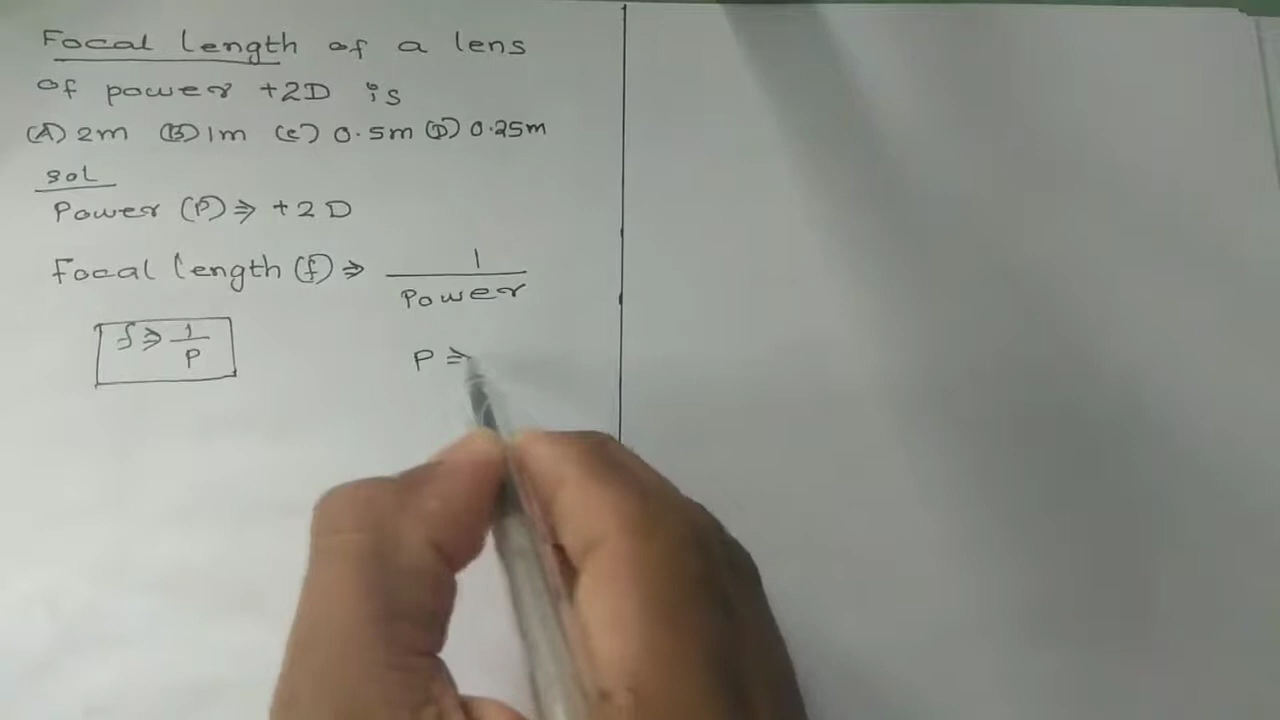 Focal length of a lens
of power +2D is
(A) 2m (B) 1m (C) 0.5m (D) 0.25m
sol
Power (P) ⇒ +2D
Focal length (f) ⇒ 1/Power
f ⇒ 1/P
P ⇒